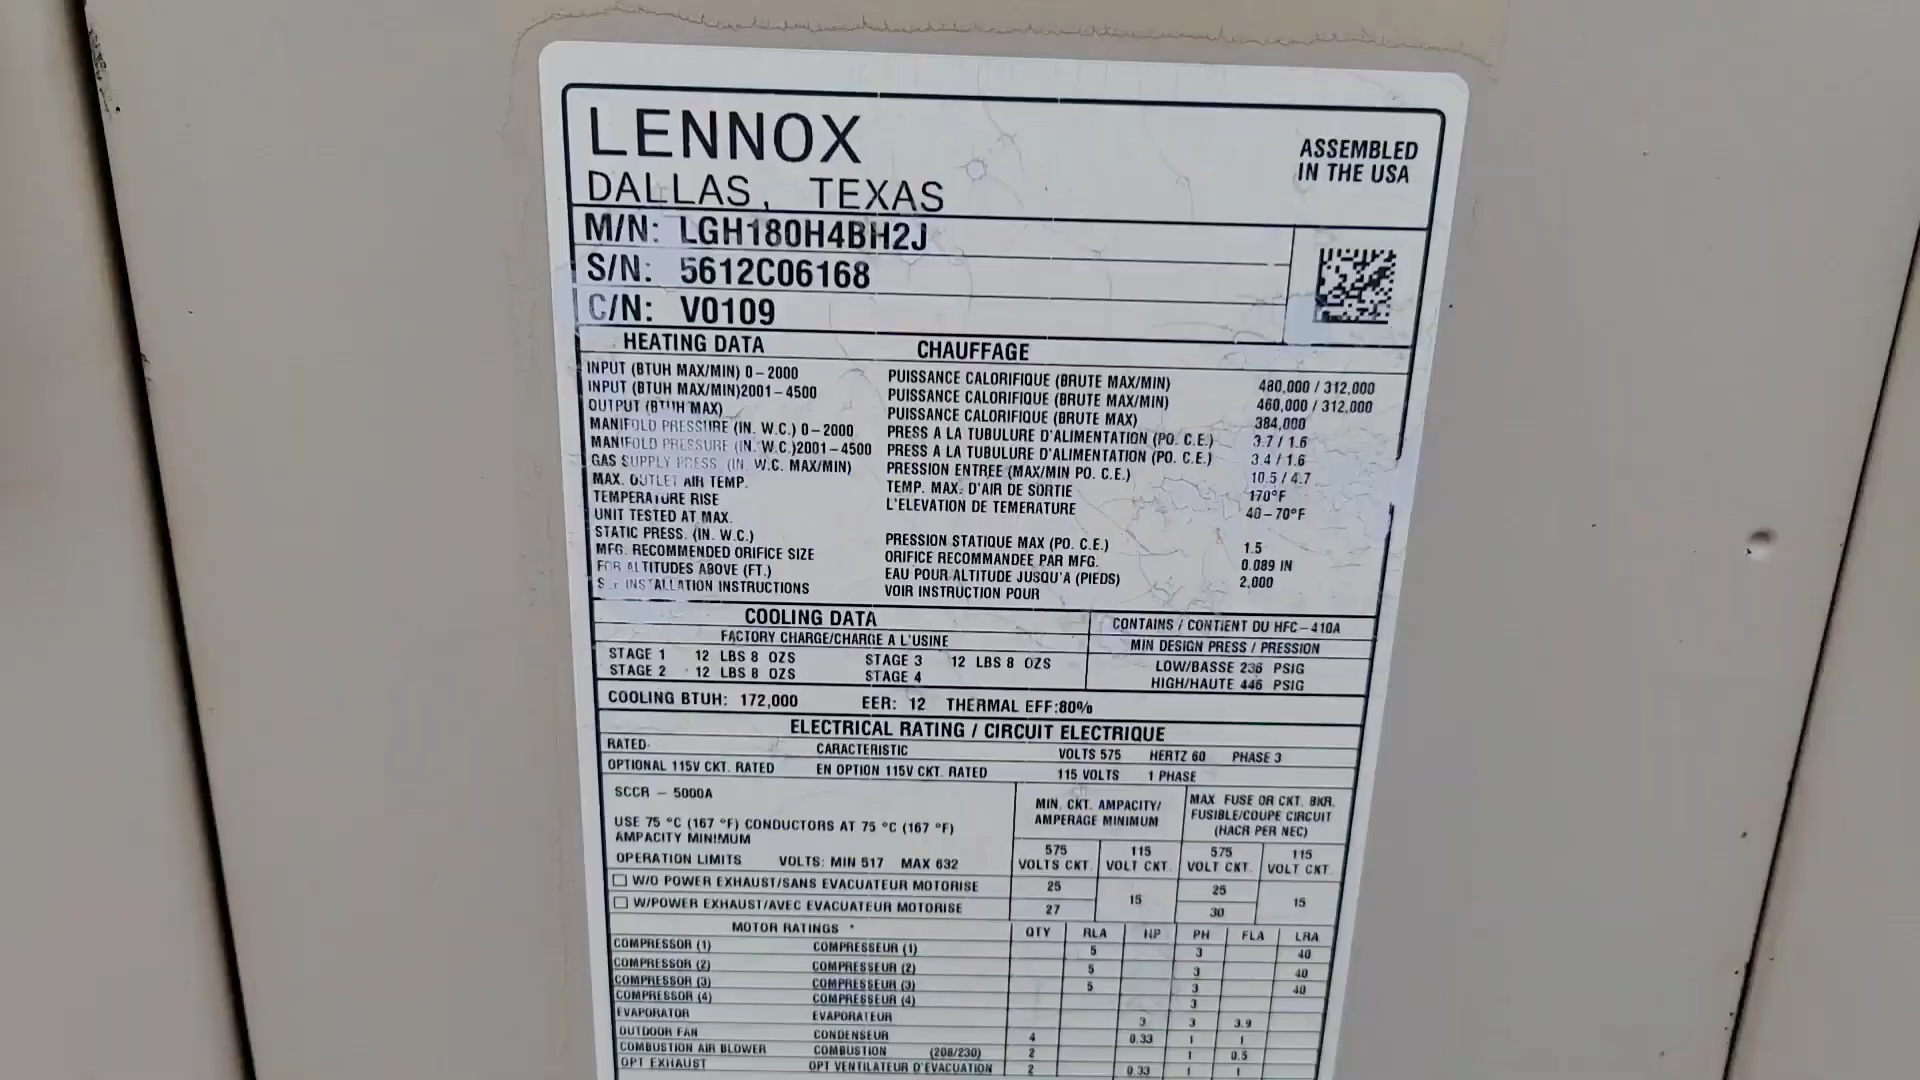 LENNOX
DALLAS, TEXAS
ASSEMBLED
IN THE USA
M/N: LGH180H4BH2J
S/N: 5612C06168
C/N: V0109
HEATING DATA CHAUFFAGE
INPUT (BTUH MAX/MIN) 0-2000 PUISSANCE CALORIFIQUE (BRUTE MAX/MIN) 480,000 / 312,000
INPUT (BTUH MAX/MIN)2001-4500 PUISSANCE CALORIFIQUE (BRUTE MAX/MIN) 460,000 / 312,000
OUTPUT (BTUH MAX) PUISSANCE CALORIFIQUE (BRUTE MAX) 384,000
MANIFOLD PRESSURE (IN. W.C.) 0-2000 PRESS A LA TUBULURE D'ALIMENTATION (PO. C.E.) 3.7 / 1.6
MANIFOLD PRESSURE (IN. W.C.)2001-4500 PRESS A LA TUBULURE D'ALIMENTATION (PO. C.E.) 3.4 / 1.6
GAS SUPPLY PRESS. (IN. W.C. MAX/MIN) PRESSION ENTREE (MAX/MIN PO. C.E.) 10.5 / 4.7
MAX. OUTLET AIR TEMP. TEMP. MAX. D'AIR DE SORTIE 170°F
TEMPERATURE RISE L'ELEVATION DE TEMERATURE 40-70°F
UNIT TESTED AT MAX.
STATIC PRESS. (IN. W.C.) PRESSION STATIQUE MAX (PO. C.E.) 1.5
MFG. RECOMMENDED ORIFICE SIZE ORIFICE RECOMMANDEE PAR MFG. 0.089 IN
FOR ALTITUDES ABOVE (FT.) EAU POUR ALTITUDE JUSQU'A (PIEDS) 2,000
SEE INSTALLATION INSTRUCTIONS VOIR INSTRUCTION POUR
COOLING DATA
FACTORY CHARGE/CHARGE A L'USINE
STAGE 1 12 LBS 8 OZS STAGE 3 12 LBS 8 OZS
STAGE 2 12 LBS 8 OZS STAGE 4
CONTAINS / CONTIENT DU HFC-410A
MIN DESIGN PRESS / PRESSION
LOW/BASSE 236 PSIG
HIGH/HAUTE 446 PSIG
COOLING BTUH: 172,000 EER: 12 THERMAL EFF:80%
ELECTRICAL RATING / CIRCUIT ELECTRIQUE
RATED CARACTERISTIC VOLTS 575 HERTZ 60 PHASE 3
OPTIONAL 115V CKT. RATED EN OPTION 115V CKT. RATED 115 VOLTS 1 PHASE
SCCR - 5000A
USE 75 °C (167 °F) CONDUCTORS AT 75 °C (167 °F)
AMPACITY MINIMUM
OPERATION LIMITS VOLTS: MIN 517 MAX 632
MIN. CKT. AMPACITY/
AMPERAGE MINIMUM
MAX FUSE OR CKT. BKR.
FUSIBLE/COUPE CIRCUIT
(HACR PER NEC)
575 115 575 115
VOLTS CKT. VOLT CKT. VOLT CKT. VOLT CKT.
W/O POWER EXHAUST/SANS EVACUATEUR MOTORISE 25 15 25 15
W/POWER EXHAUST/AVEC EVACUATEUR MOTORISE 27 30
MOTOR RATINGS QTY RLA HP PH FLA LRA
COMPRESSOR (1) COMPRESSEUR (1) 5 3 40
COMPRESSOR (2) COMPRESSEUR (2) 5 3 40
COMPRESSOR (3) COMPRESSEUR (3) 5 3 40
COMPRESSOR (4) COMPRESSEUR (4) 3
EVAPORATOR EVAPORATEUR 3 3 3.9
OUTDOOR FAN CONDENSEUR 4 0.33 1 1
COMBUSTION AIR BLOWER COMBUSTION (208/230) 2 1 0.5
OPT EXHAUST OPT VENTILATEUR D'EVACUATION 2 0.33 1 1